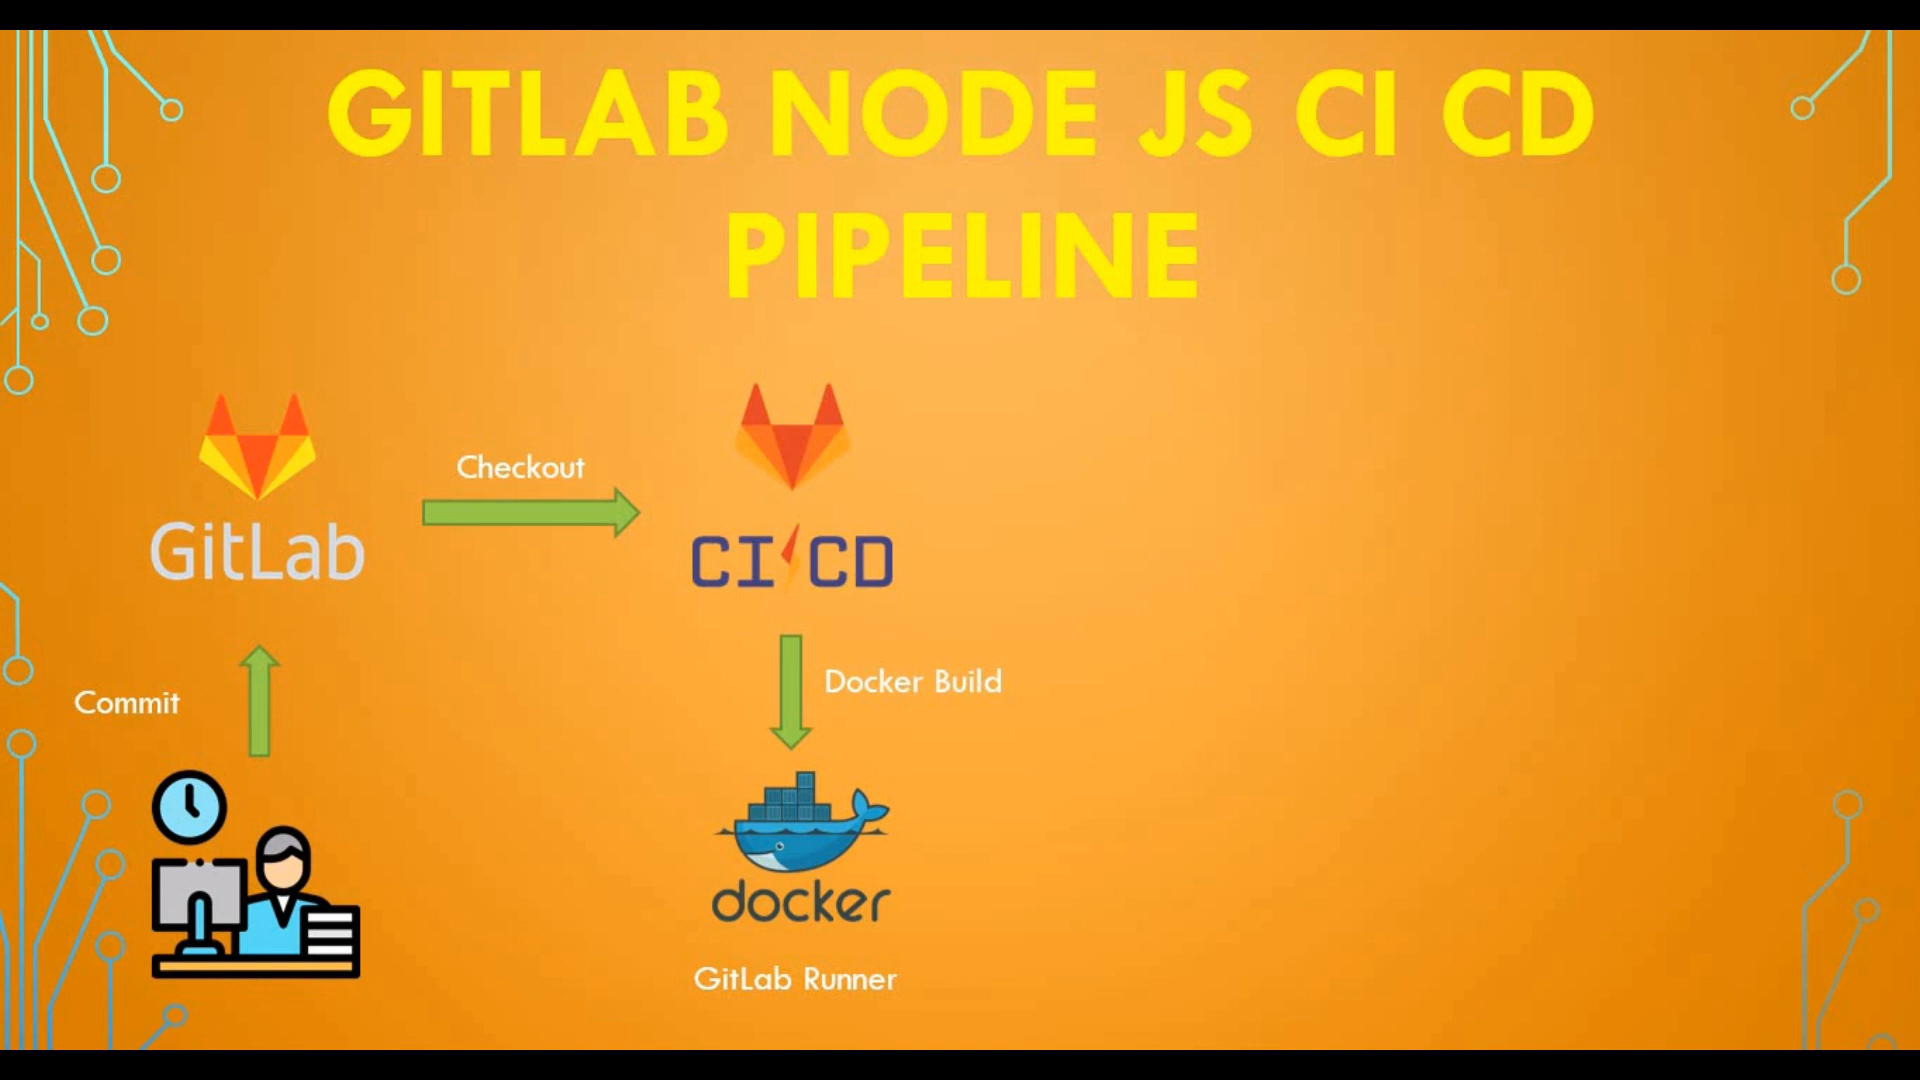 GITLAB NODE JS CI CD
PIPELINE
GitLab
Checkout
CI CD
Commit
Docker Build
docker
GitLab Runner